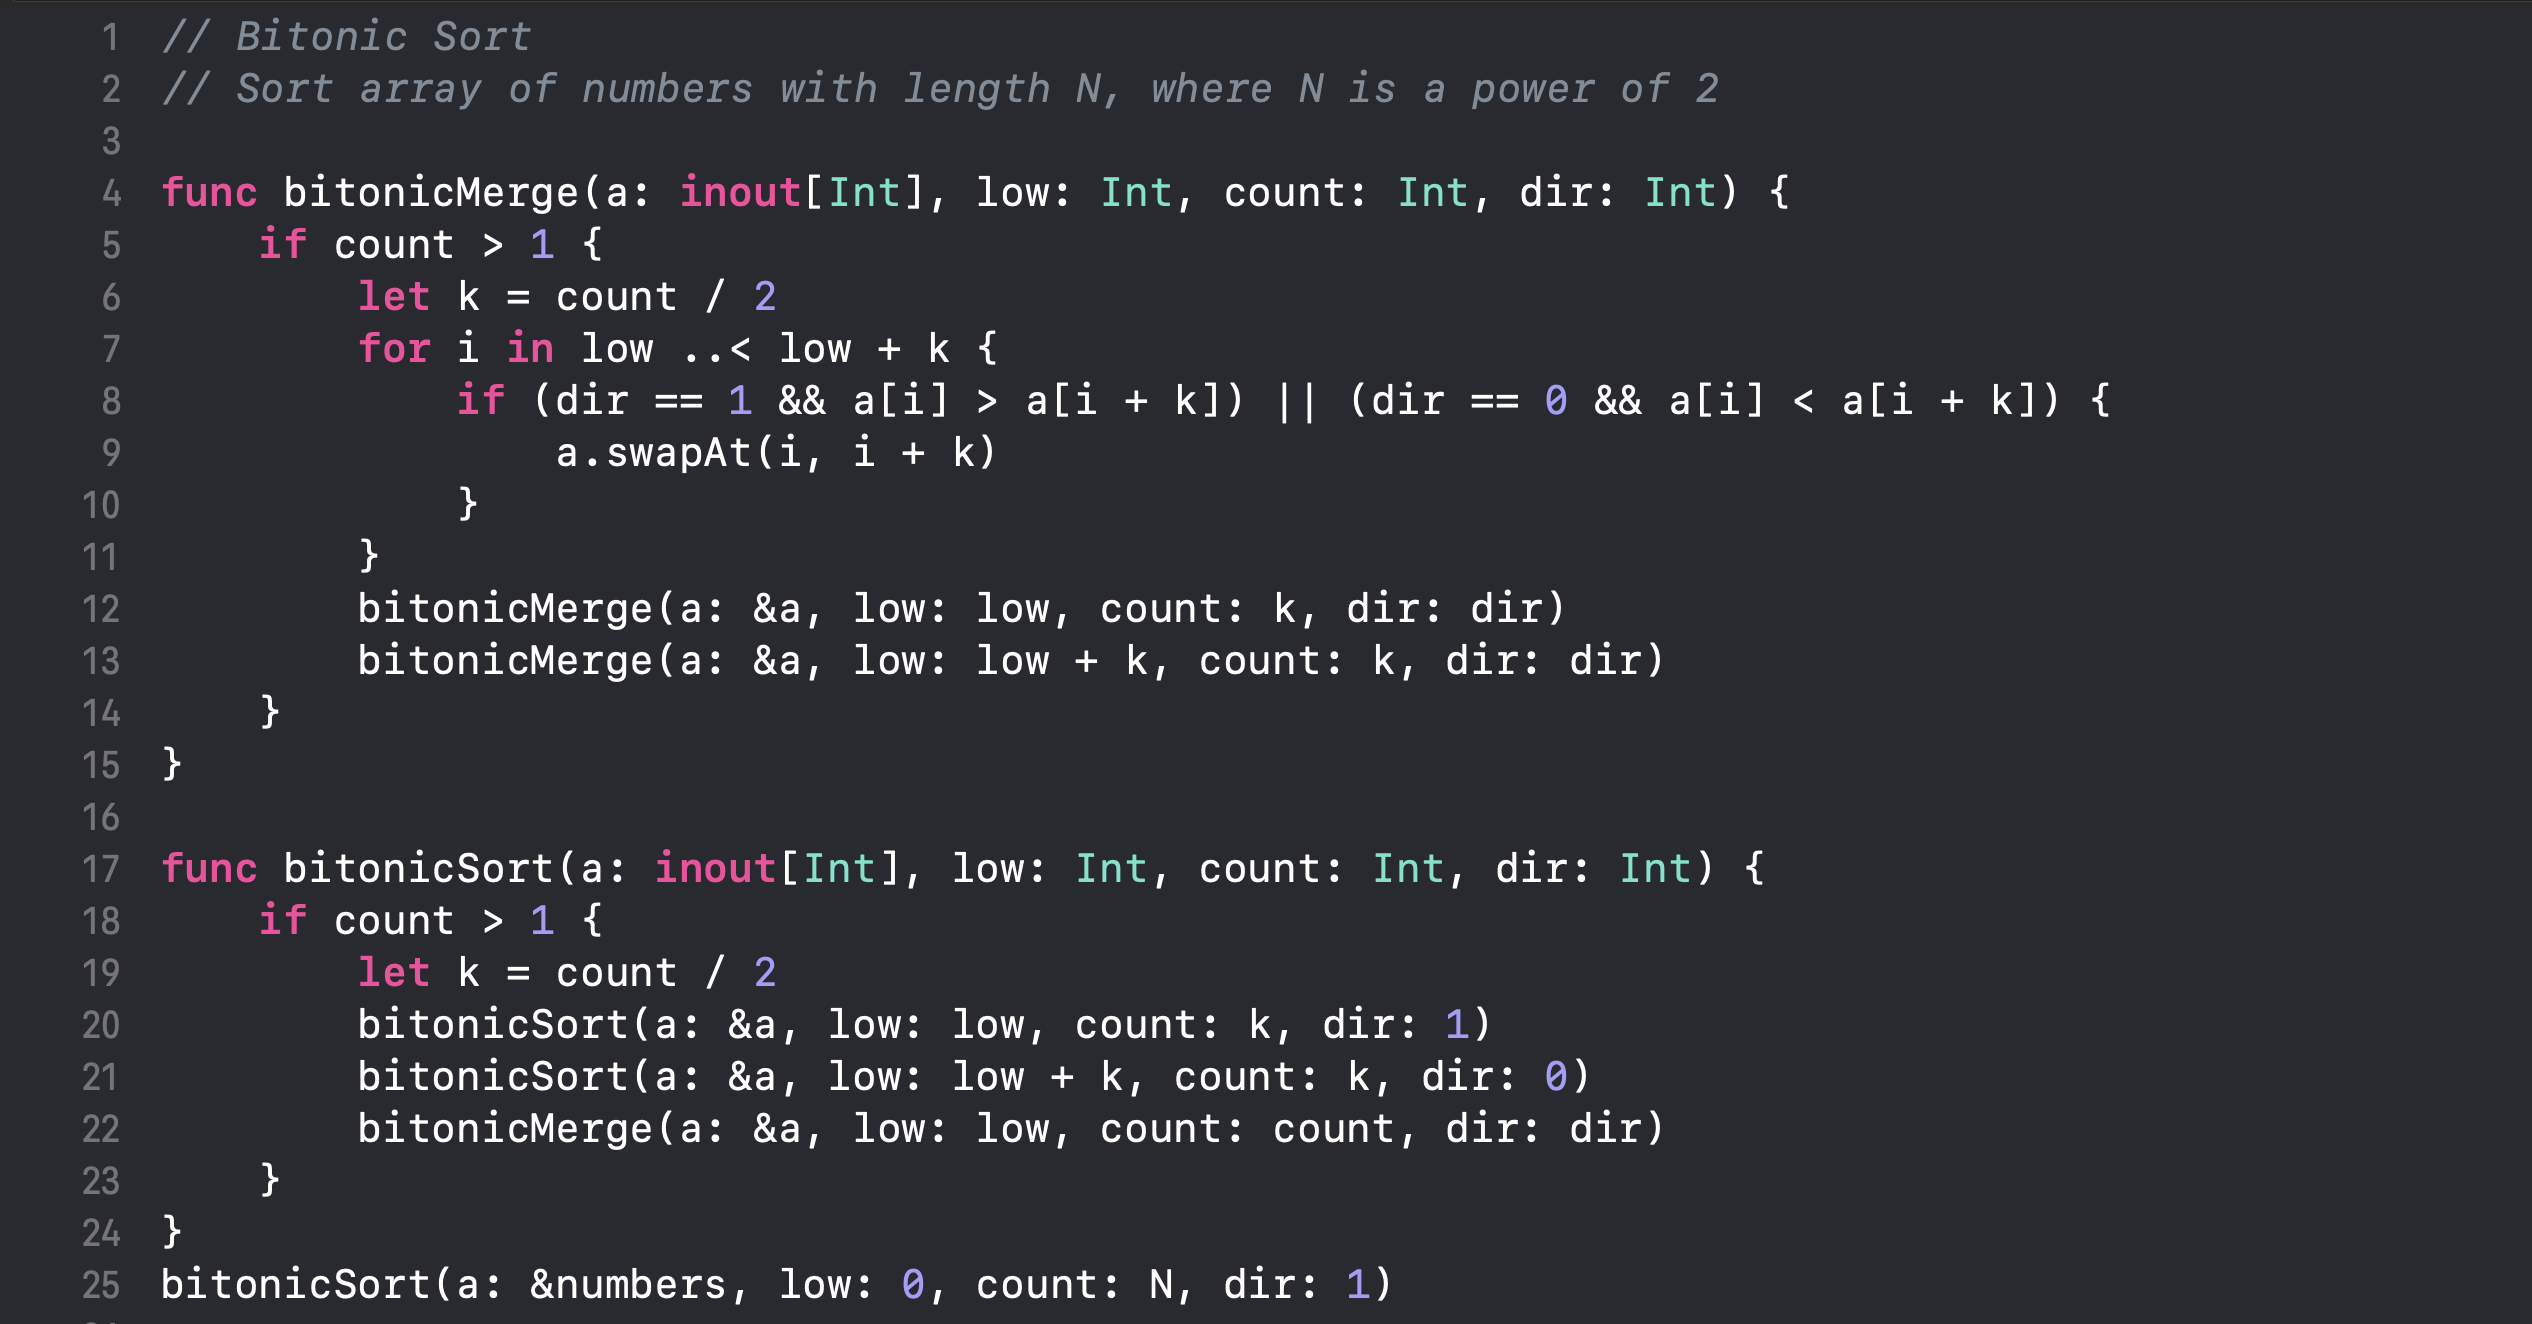 1 // Bitonic Sort
2 // Sort array of numbers with length N, where N is a power of 2
3
4 func bitonicMerge(a: inout[Int], low: Int, count: Int, dir: Int) {
5     if count > 1 {
6         let k = count / 2
7         for i in low ..< low + k {
8             if (dir == 1 && a[i] > a[i + k]) || (dir == 0 && a[i] < a[i + k]) {
9                 a.swapAt(i, i + k)
10             }
11         }
12         bitonicMerge(a: &a, low: low, count: k, dir: dir)
13         bitonicMerge(a: &a, low: low + k, count: k, dir: dir)
14     }
15 }
16
17 func bitonicSort(a: inout[Int], low: Int, count: Int, dir: Int) {
18     if count > 1 {
19         let k = count / 2
20         bitonicSort(a: &a, low: low, count: k, dir: 1)
21         bitonicSort(a: &a, low: low + k, count: k, dir: 0)
22         bitonicMerge(a: &a, low: low, count: count, dir: dir)
23     }
24 }
25 bitonicSort(a: &numbers, low: 0, count: N, dir: 1)